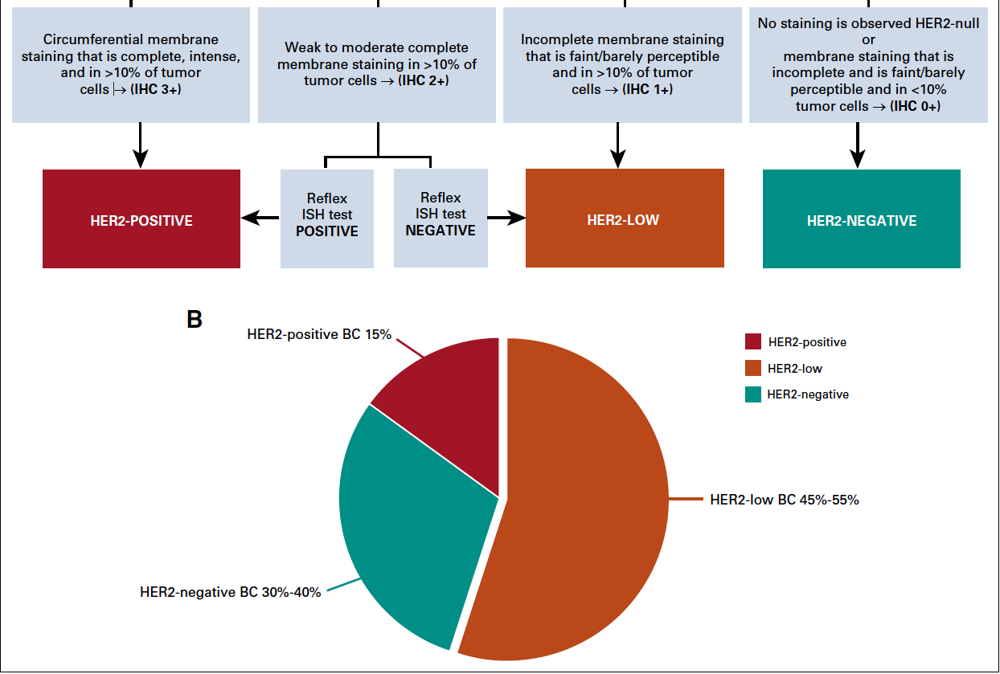 Circumferential membrane
staining that is complete, intense,
and in >10% of tumor
cells |→ (IHC 3+)
Weak to moderate complete
membrane staining in >10% of
tumor cells → (IHC 2+)
Incomplete membrane staining
that is faint/barely perceptible
and in >10% of tumor
cells → (IHC 1+)
No staining is observed HER2-null
or
membrane staining that is
incomplete and is faint/barely
perceptible and in <10%
tumor cells → (IHC 0+)
HER2-POSITIVE
Reflex
ISH test
POSITIVE
Reflex
ISH test
NEGATIVE
HER2-LOW
HER2-NEGATIVE
B
HER2-positive BC 15%
HER2-positive
HER2-low
HER2-negative
HER2-low BC 45%-55%
HER2-negative BC 30%-40%